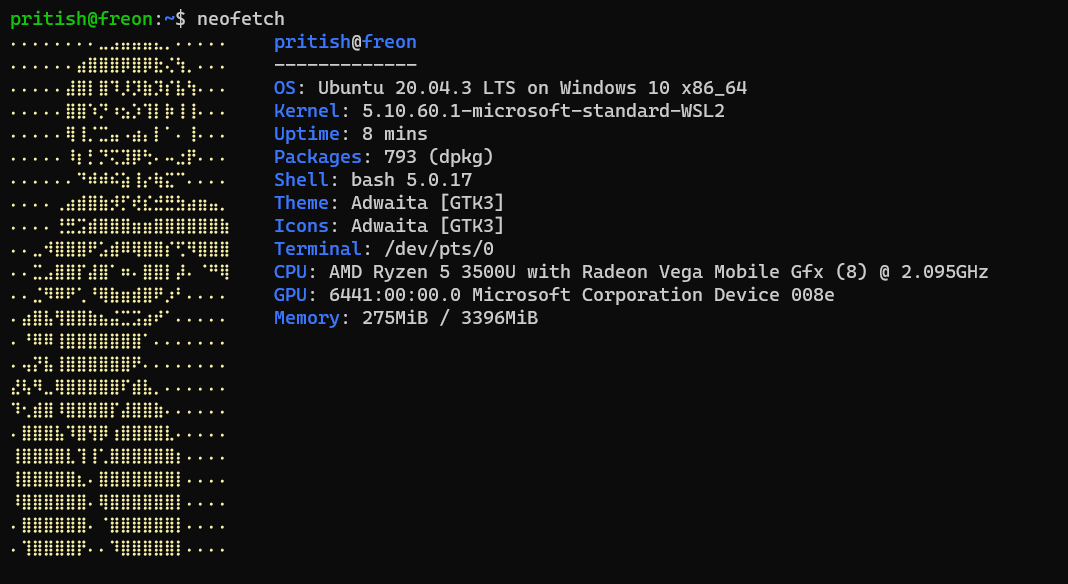 pritish@freon:~$ neofetch
pritish@freon
-------------
OS: Ubuntu 20.04.3 LTS on Windows 10 x86_64
Kernel: 5.10.60.1-microsoft-standard-WSL2
Uptime: 8 mins
Packages: 793 (dpkg)
Shell: bash 5.0.17
Theme: Adwaita [GTK3]
Icons: Adwaita [GTK3]
Terminal: /dev/pts/0
CPU: AMD Ryzen 5 3500U with Radeon Vega Mobile Gfx (8) @ 2.095GHz
GPU: 6441:00:00.0 Microsoft Corporation Device 008e
Memory: 275MiB / 3396MiB